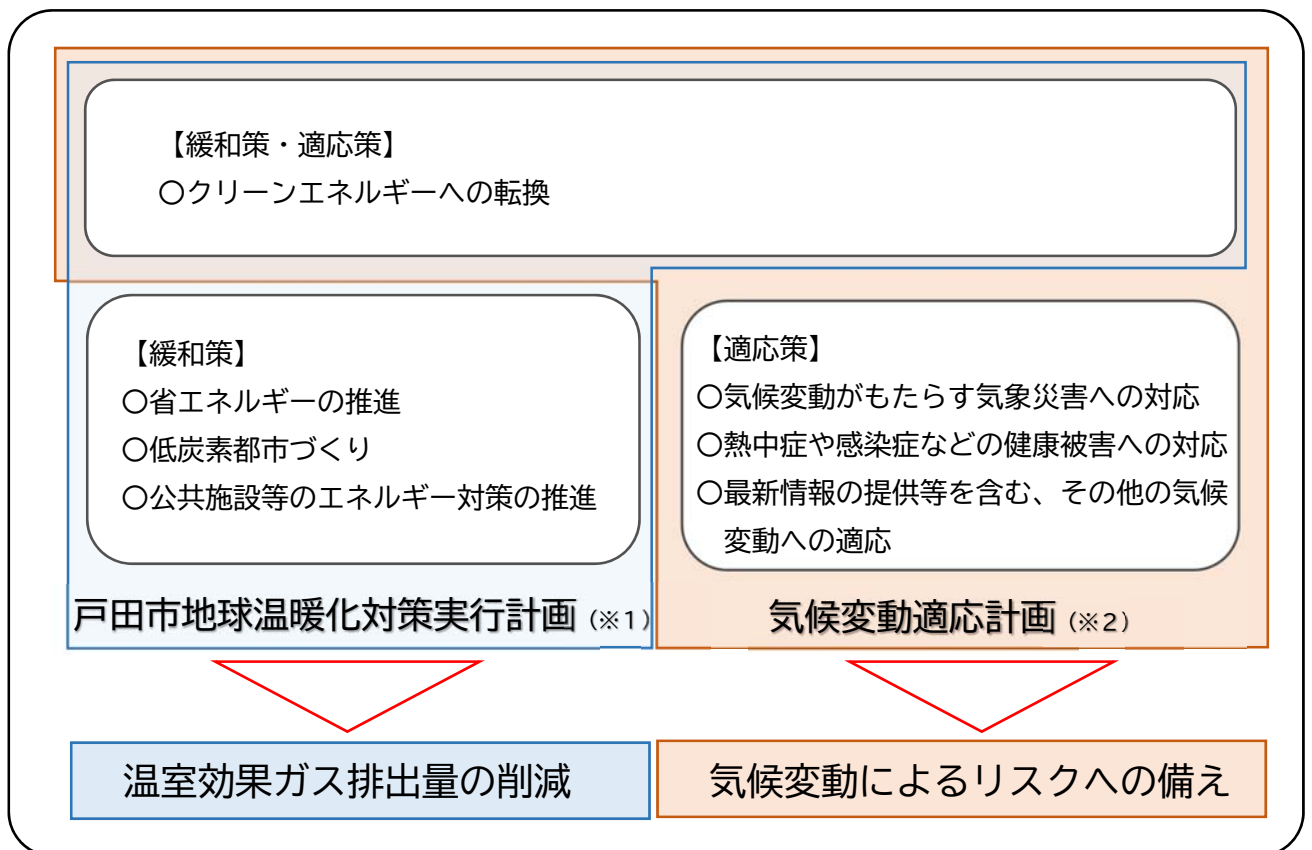 【緩和策・適応策】
〇クリーンエネルギーへの転換
【緩和策】
〇省エネルギーの推進
〇低炭素都市づくり
〇公共施設等のエネルギー対策の推進
【適応策】
〇気候変動がもたらす気象災害への対応
〇熱中症や感染症などの健康被害への対応
〇最新情報の提供等を含む、その他の気候
変動への適応
戸田市地球温暖化対策実行計画(※1)
気候変動適応計画(※2)
温室効果ガス排出量の削減
気候変動によるリスクへの備え